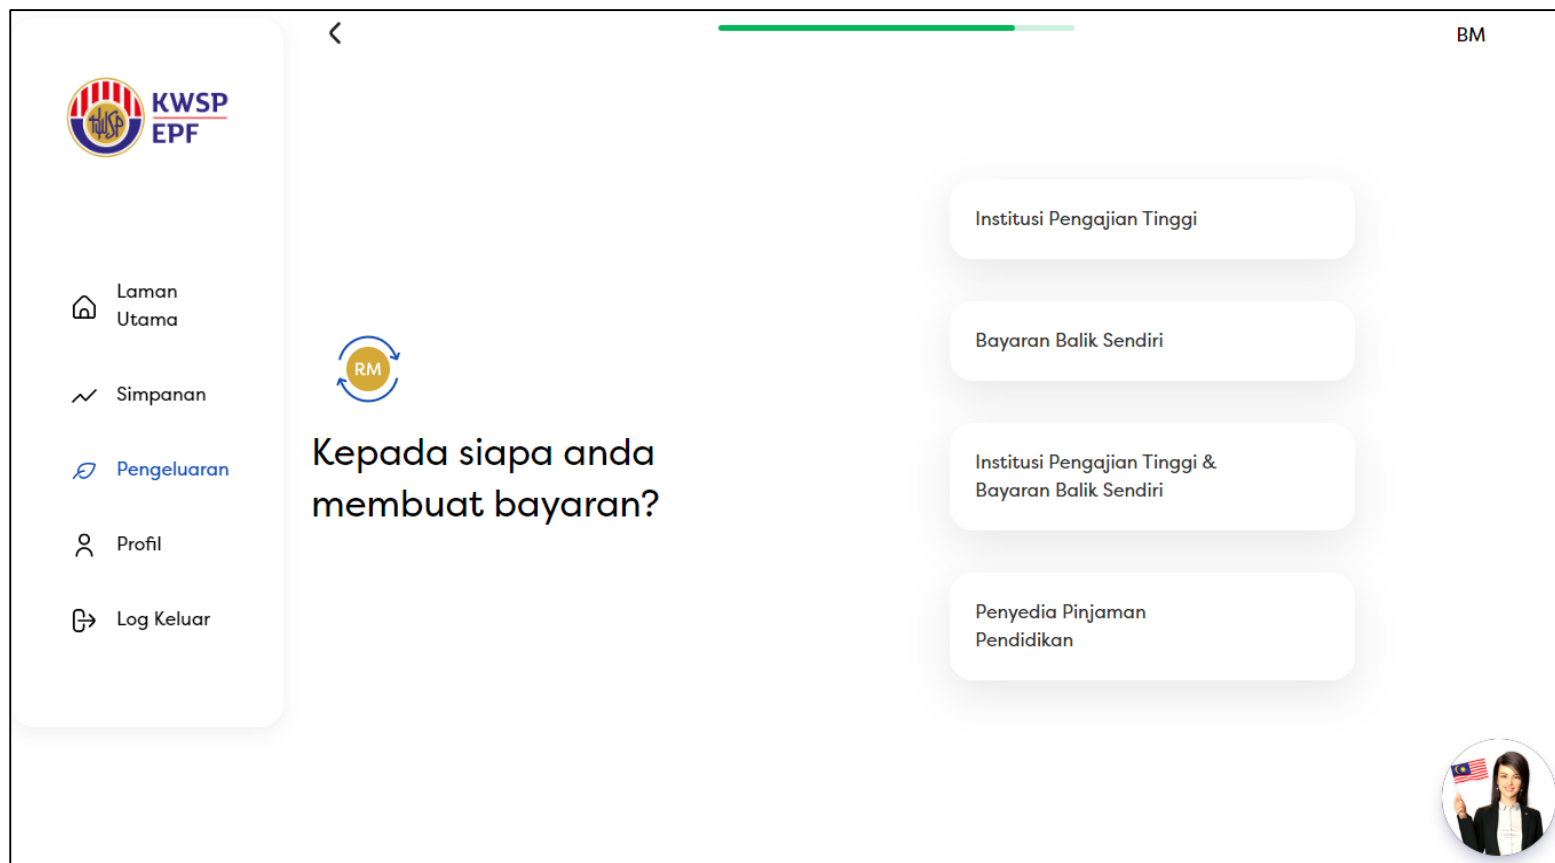 BM
KWSP
EPF
Laman
Utama
Simpanan
Pengeluaran
Profil
Log Keluar
RM
Kepada siapa anda
membuat bayaran?
Institusi Pengajian Tinggi
Bayaran Balik Sendiri
Institusi Pengajian Tinggi &
Bayaran Balik Sendiri
Penyedia Pinjaman
Pendidikan